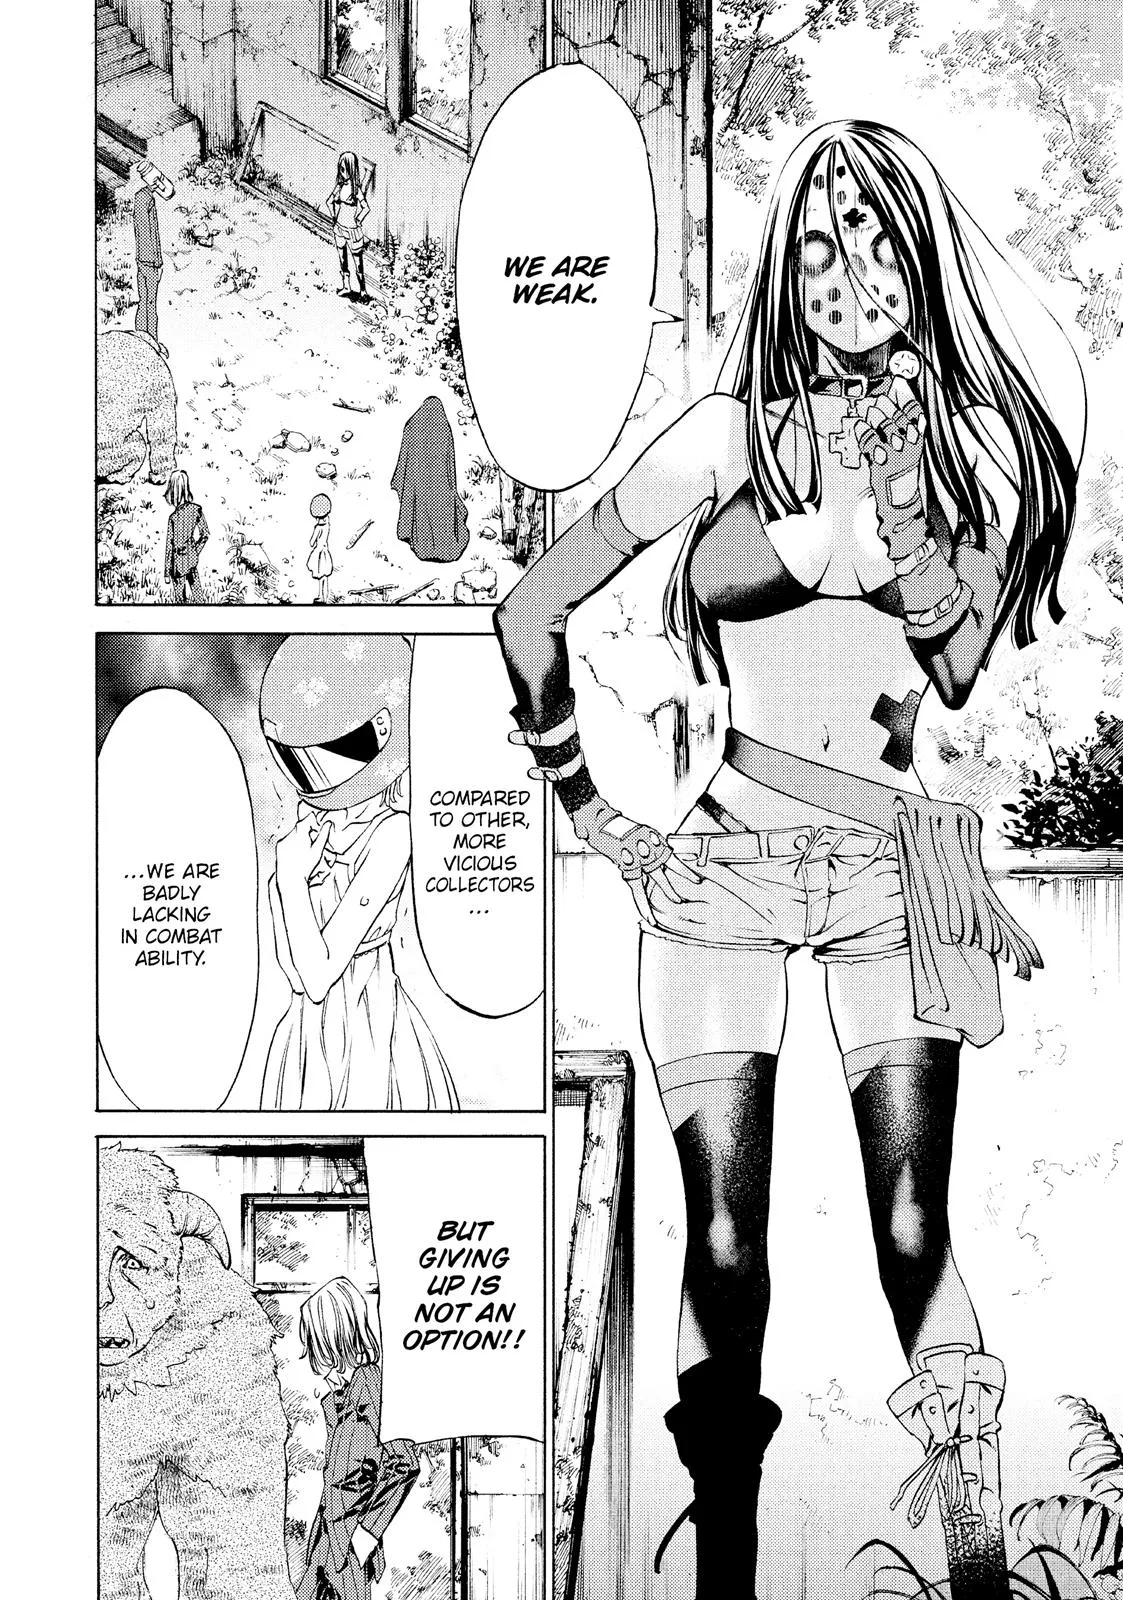 WE ARE
WEAK.
COMPARED
TO OTHER,
MORE
VICIOUS
COLLECTORS
...
...WE ARE
BADLY
LACKING
IN COMBAT
ABILITY.
BUT
GIVING
UP IS
NOT AN
OPTION!!